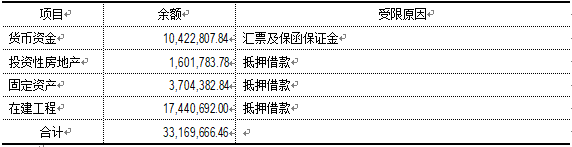 项目 余额 受限原因
货币资金 10,422,807.84 汇票及保函保证金
投资性房地产 1,601,783.78 抵押借款
固定资产 3,704,382.84 抵押借款
在建工程 17,440,692.00 抵押借款
合计 33,169,666.46